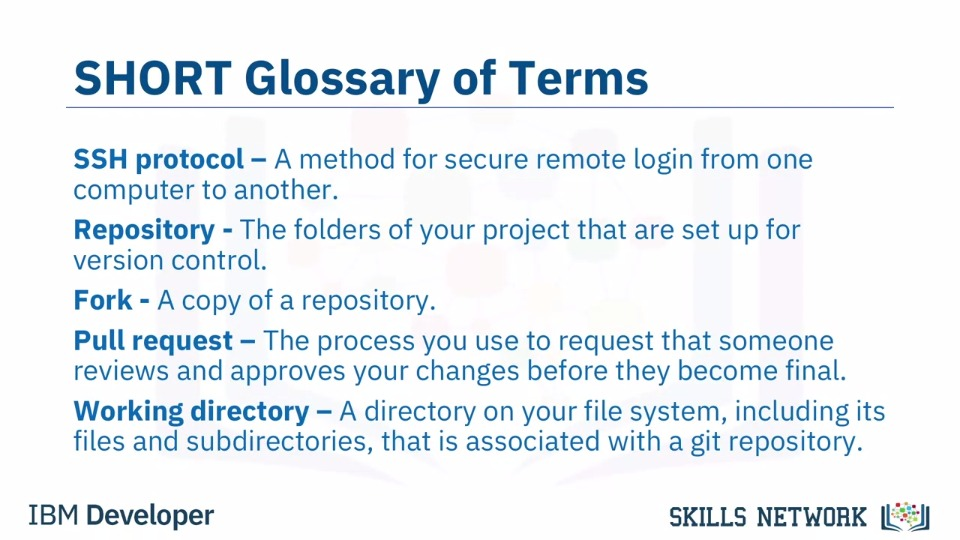 SHORT Glossary of Terms
SSH protocol – A method for secure remote login from one
computer to another.
Repository - The folders of your project that are set up for
version control.
Fork - A copy of a repository.
Pull request – The process you use to request that someone
reviews and approves your changes before they become final.
Working directory – A directory on your file system, including its
files and subdirectories, that is associated with a git repository.
IBM Developer
SKILLS NETWORK